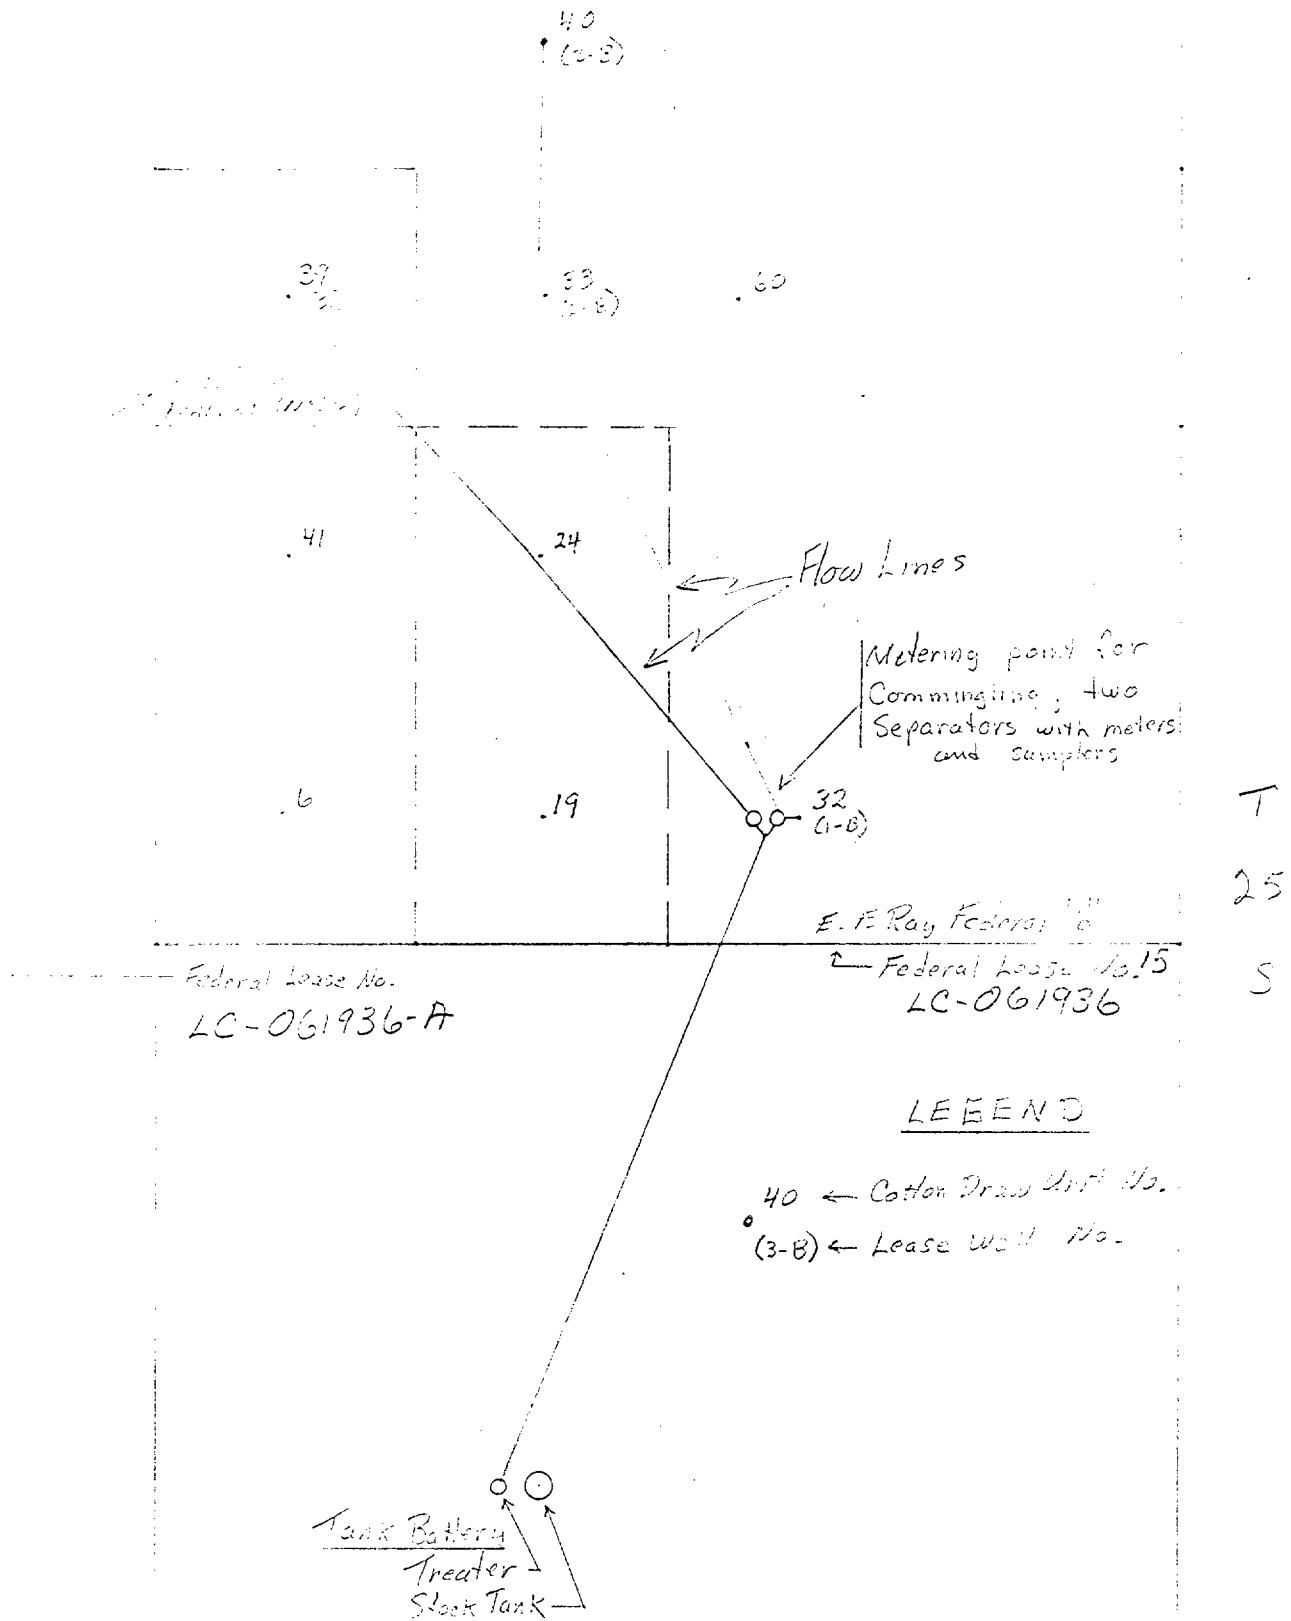 40
(3-B)
39
33
(2-B)
60
41
24
Flow Lines
Metering point for
Commingling, two
Separators with meters
and samplers
6
19
32
(1-B)
T
25
S
E. F. Ray Federal "B"
Federal Lease No.
LC-061936-A
Federal Lease No.
15
LC-061936
LEGEND
40 ← Cotton Draw Unit No.
(3-B) ← Lease Well No.
Tank Battery
Treater
Stock Tank